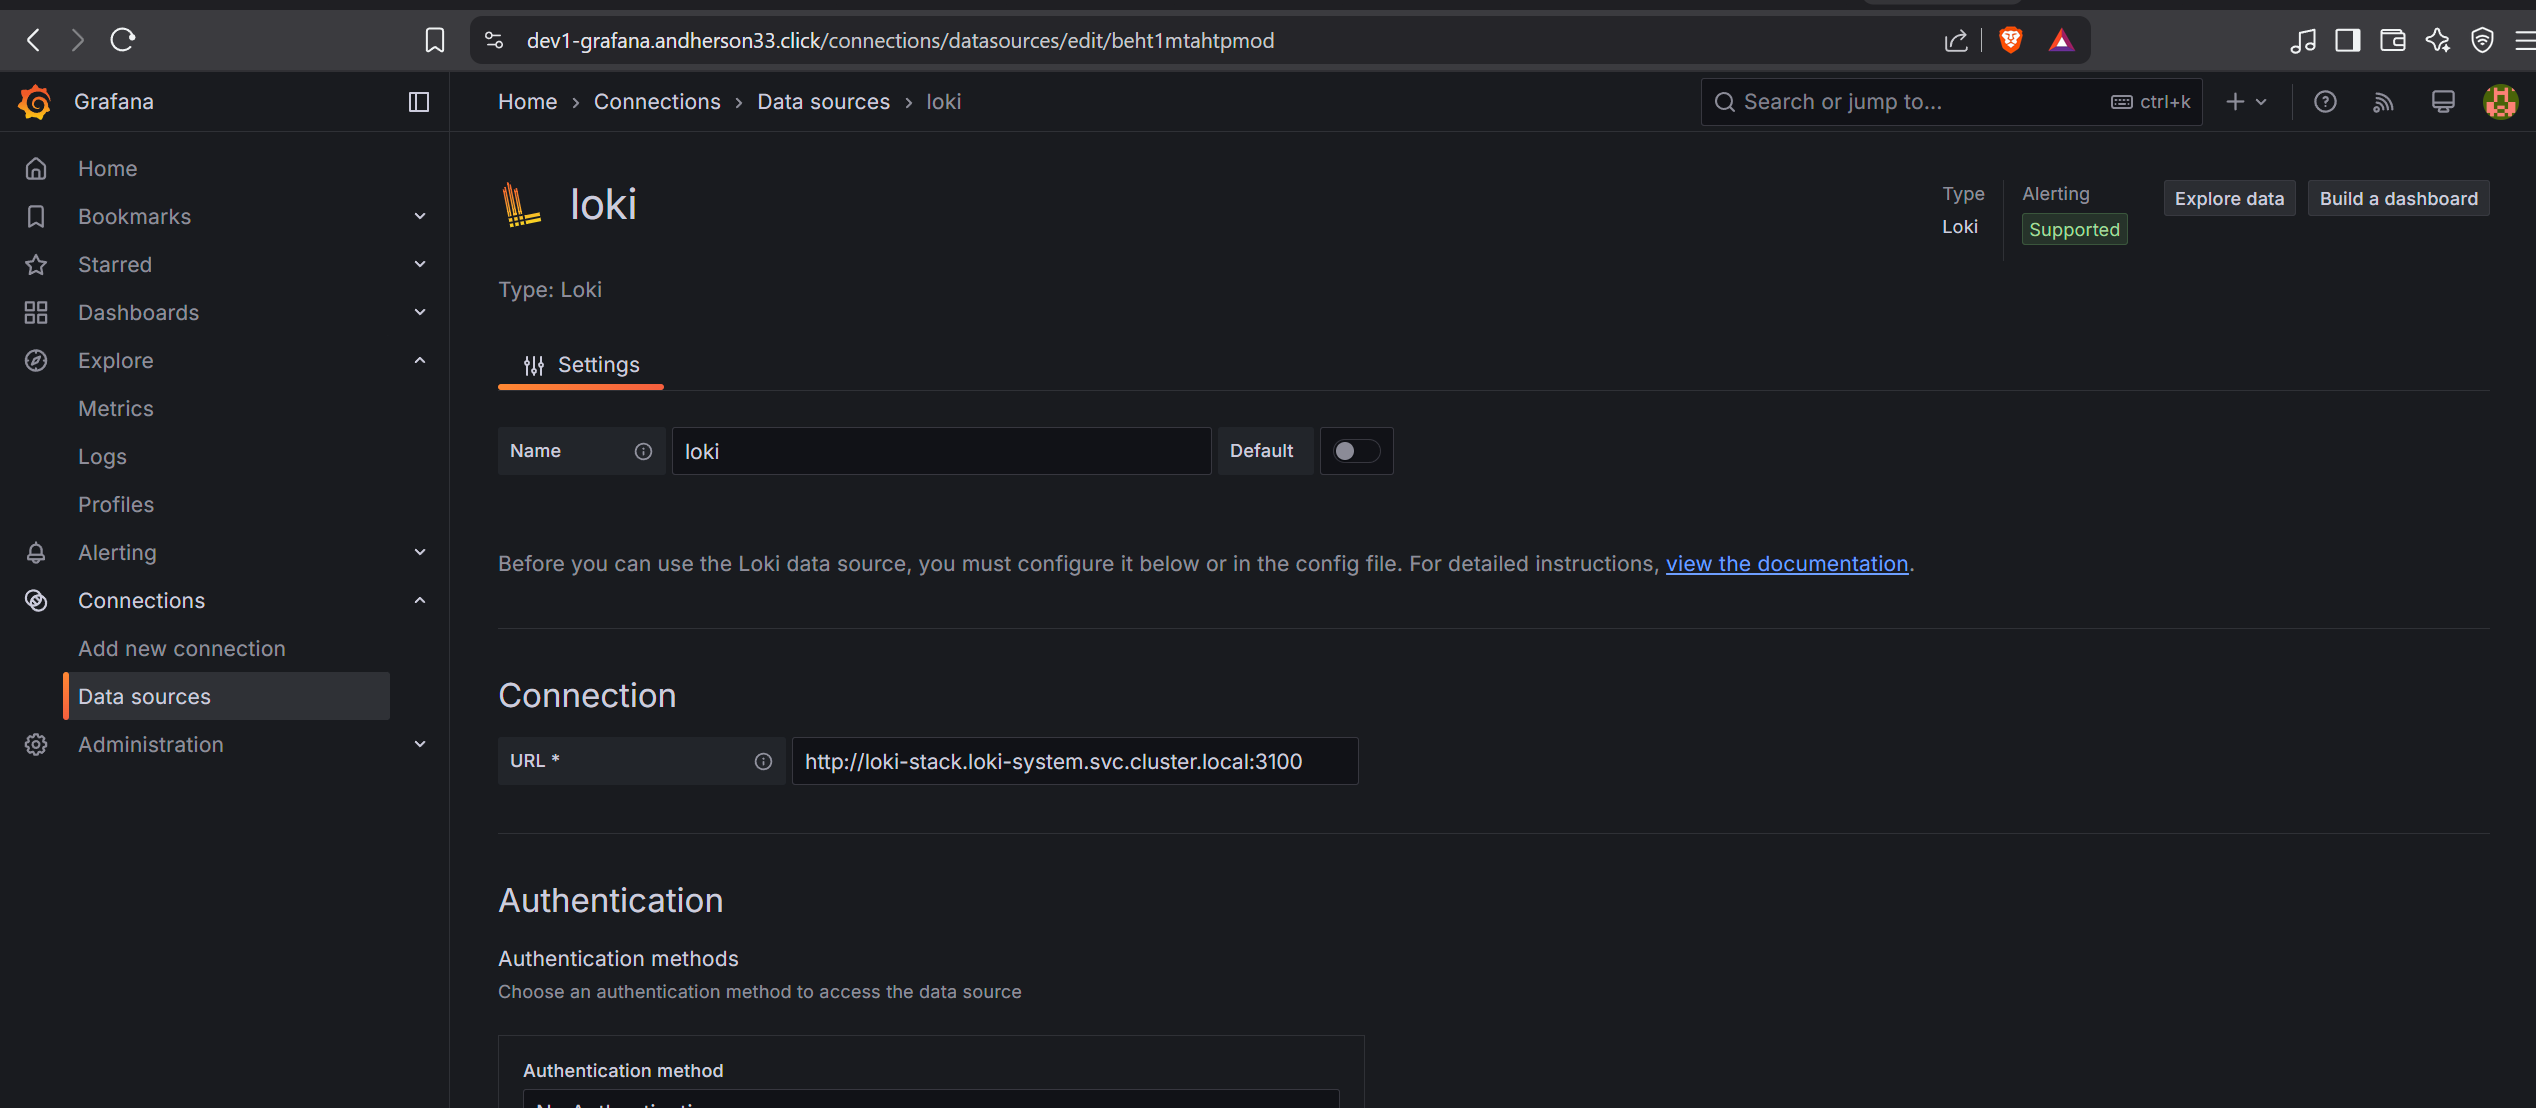 dev1-grafana.andherson33.click/connections/datasources/edit/beht1mtahtpmod
Grafana
Home › Connections › Data sources › loki
Search or jump to... ctrl+k
Home
Bookmarks
Starred
Dashboards
Explore
Metrics
Logs
Profiles
Alerting
Connections
Add new connection
Data sources
Administration
loki
Type
Loki
Alerting
Supported
Explore data
Build a dashboard
Type: Loki
Settings
Name
loki
Default
Before you can use the Loki data source, you must configure it below or in the config file. For detailed instructions, view the documentation.
Connection
URL *
http://loki-stack.loki-system.svc.cluster.local:3100
Authentication
Authentication methods
Choose an authentication method to access the data source
Authentication method